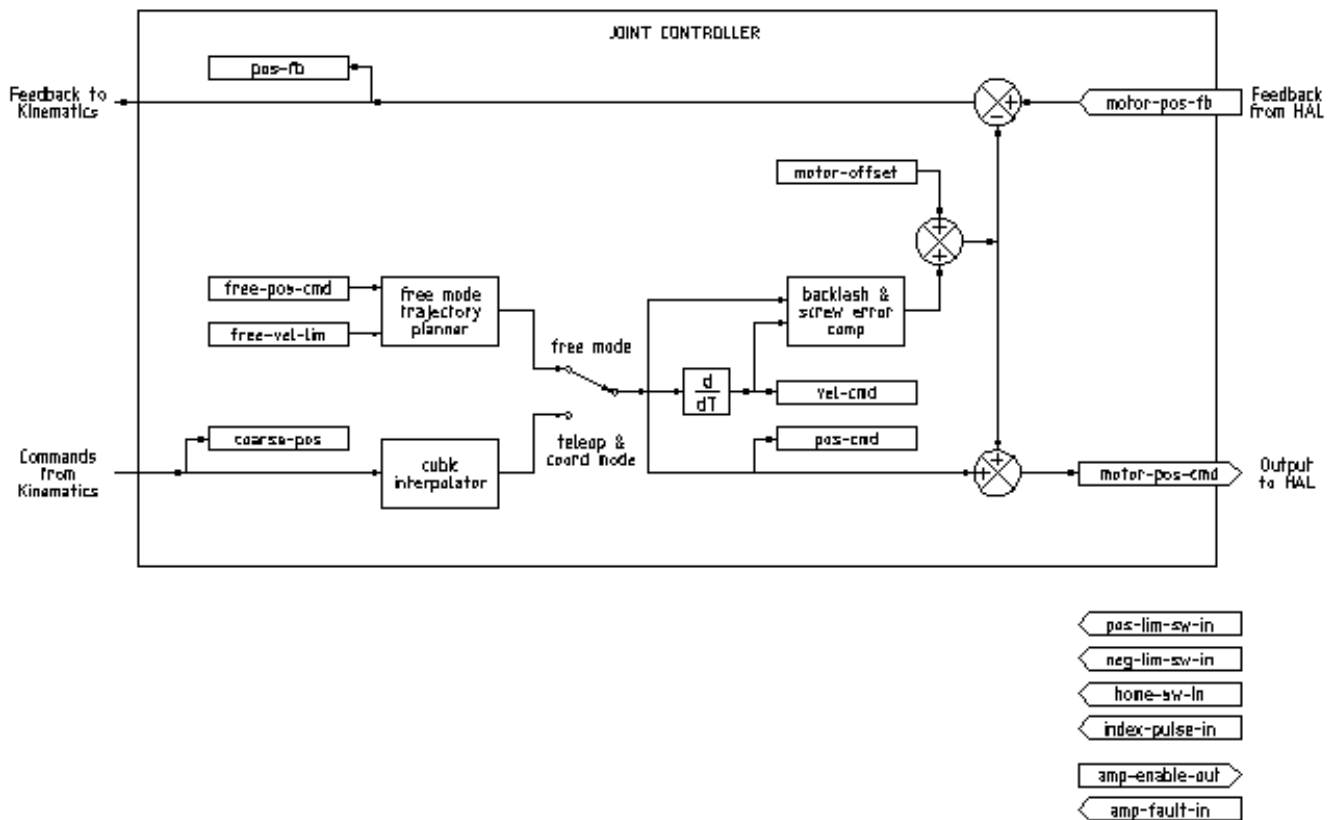 JOINT CONTROLLER
pos-fb
Feedback to
Kinematics
+
-
motor-pos-fb
Feedback
from HAL
motor-offset
+
+
free-pos-cmd
free-vel-lim
free mode
trajectory
planner
backlash &
screw error
comp
free mode
d
dT
vel-cmd
coarse-pos
teleop &
coord mode
pos-cmd
Commands
from
Kinematics
cubic
interpolator
+
+
motor-pos-cmd
Output
to HAL
pos-lim-sw-in
neg-lim-sw-in
home-sw-in
index-pulse-in
amp-enable-out
amp-fault-in